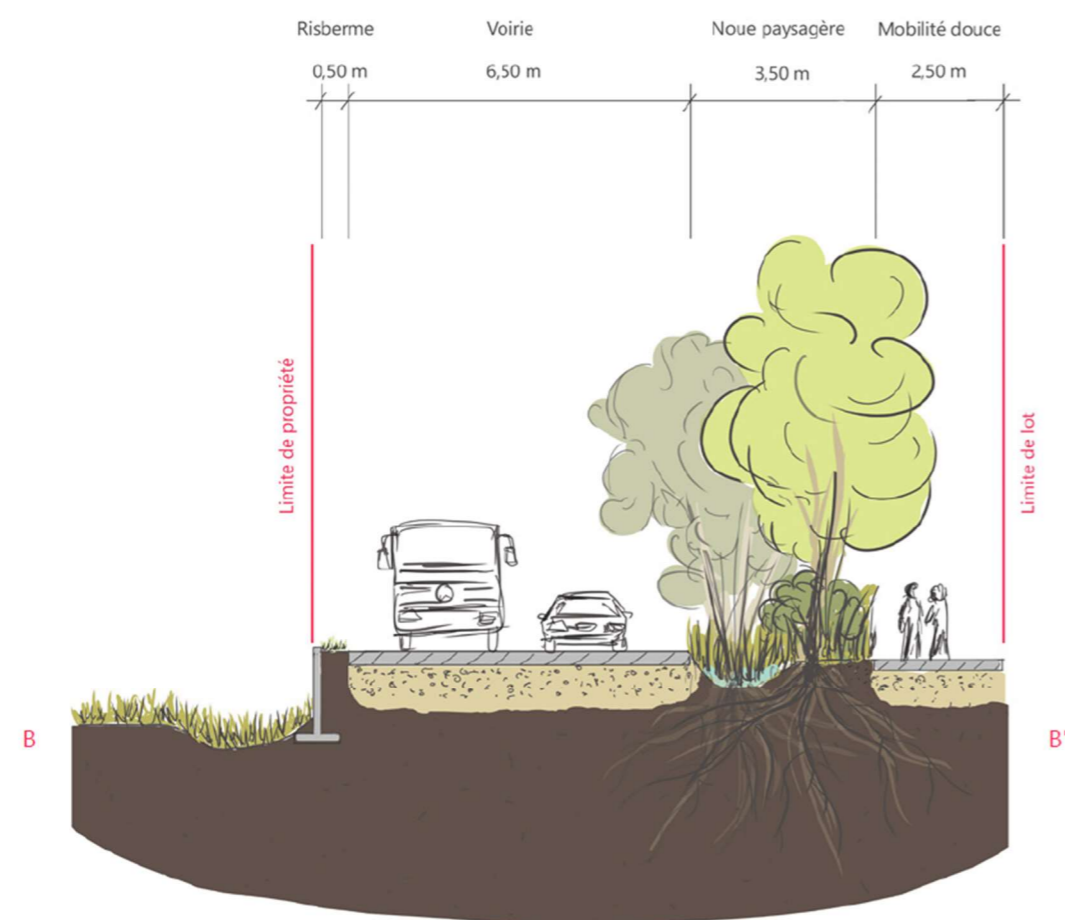 Risberme Voirie Noue paysagère Mobilité douce
0,50 m 6,50 m 3,50 m 2,50 m
Limite de propriété
Limite de lot
B B'